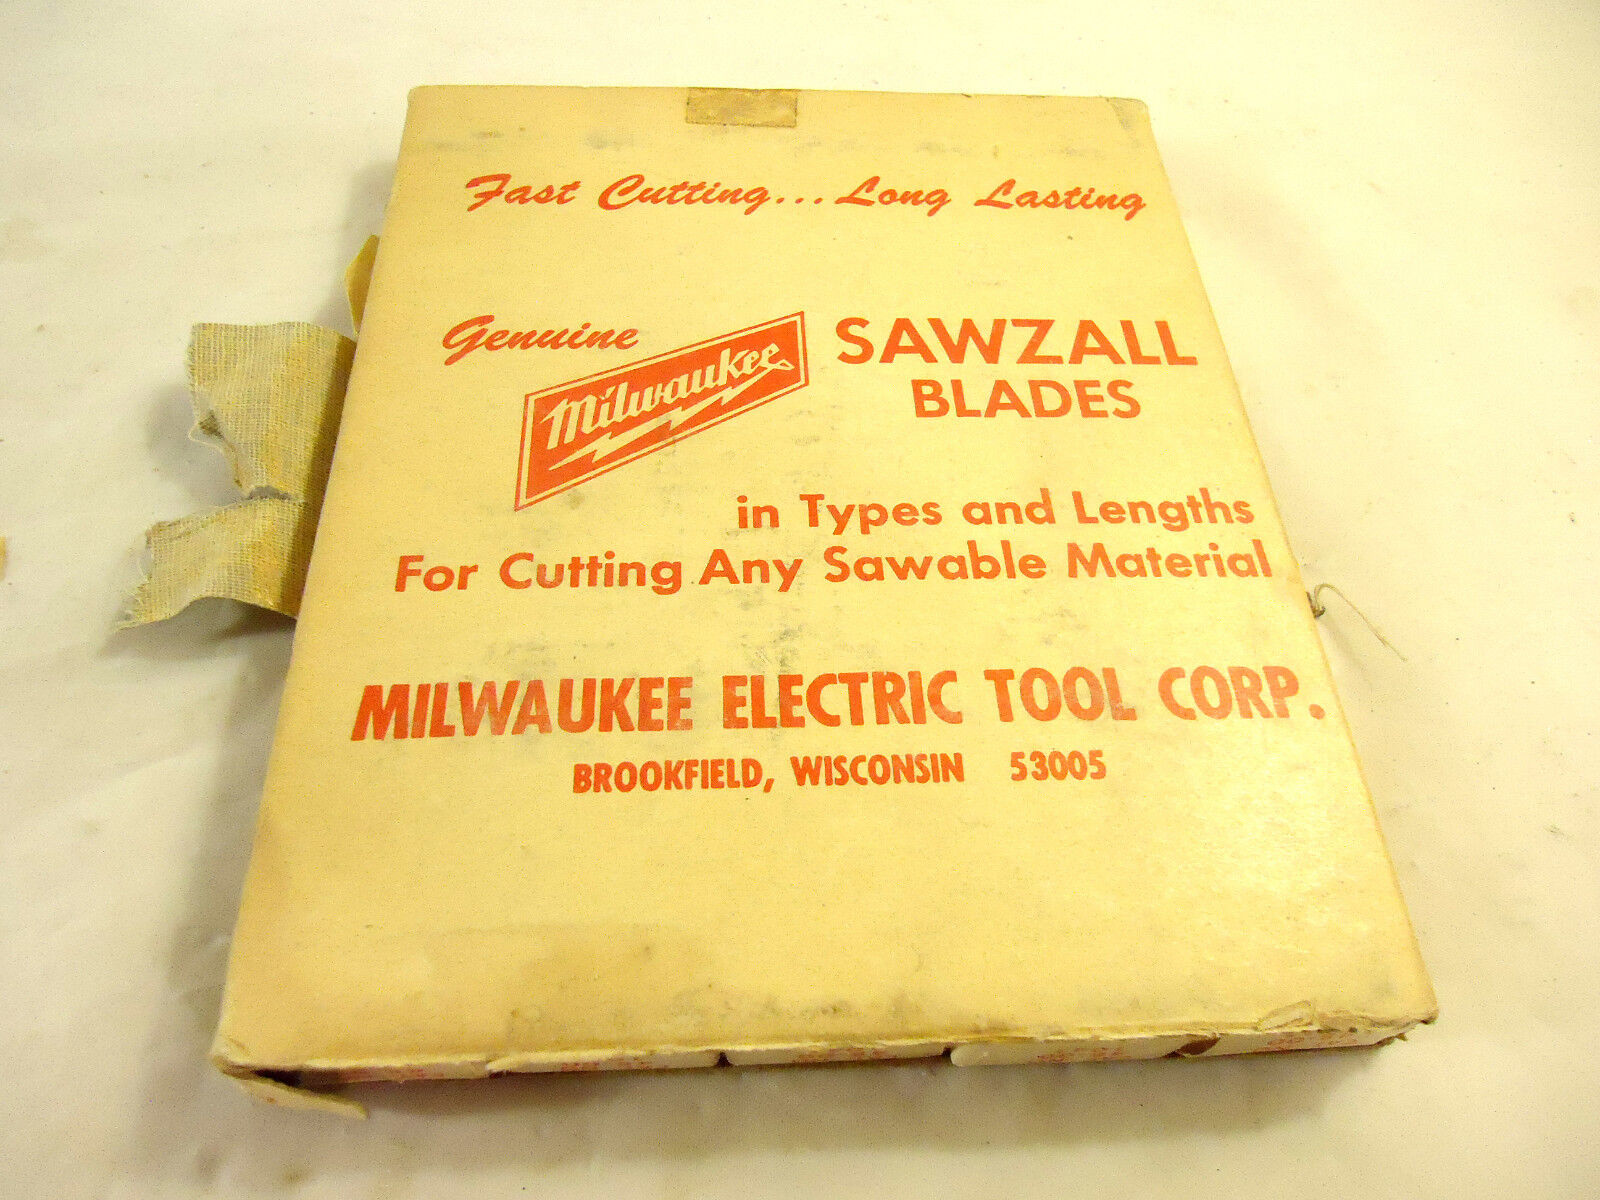 Fast Cutting... Long Lasting
Genuine Milwaukee SAWZALL
BLADES
in Types and Lengths
For Cutting Any Sawable Material
MILWAUKEE ELECTRIC TOOL CORP.
BROOKFIELD, WISCONSIN 53005